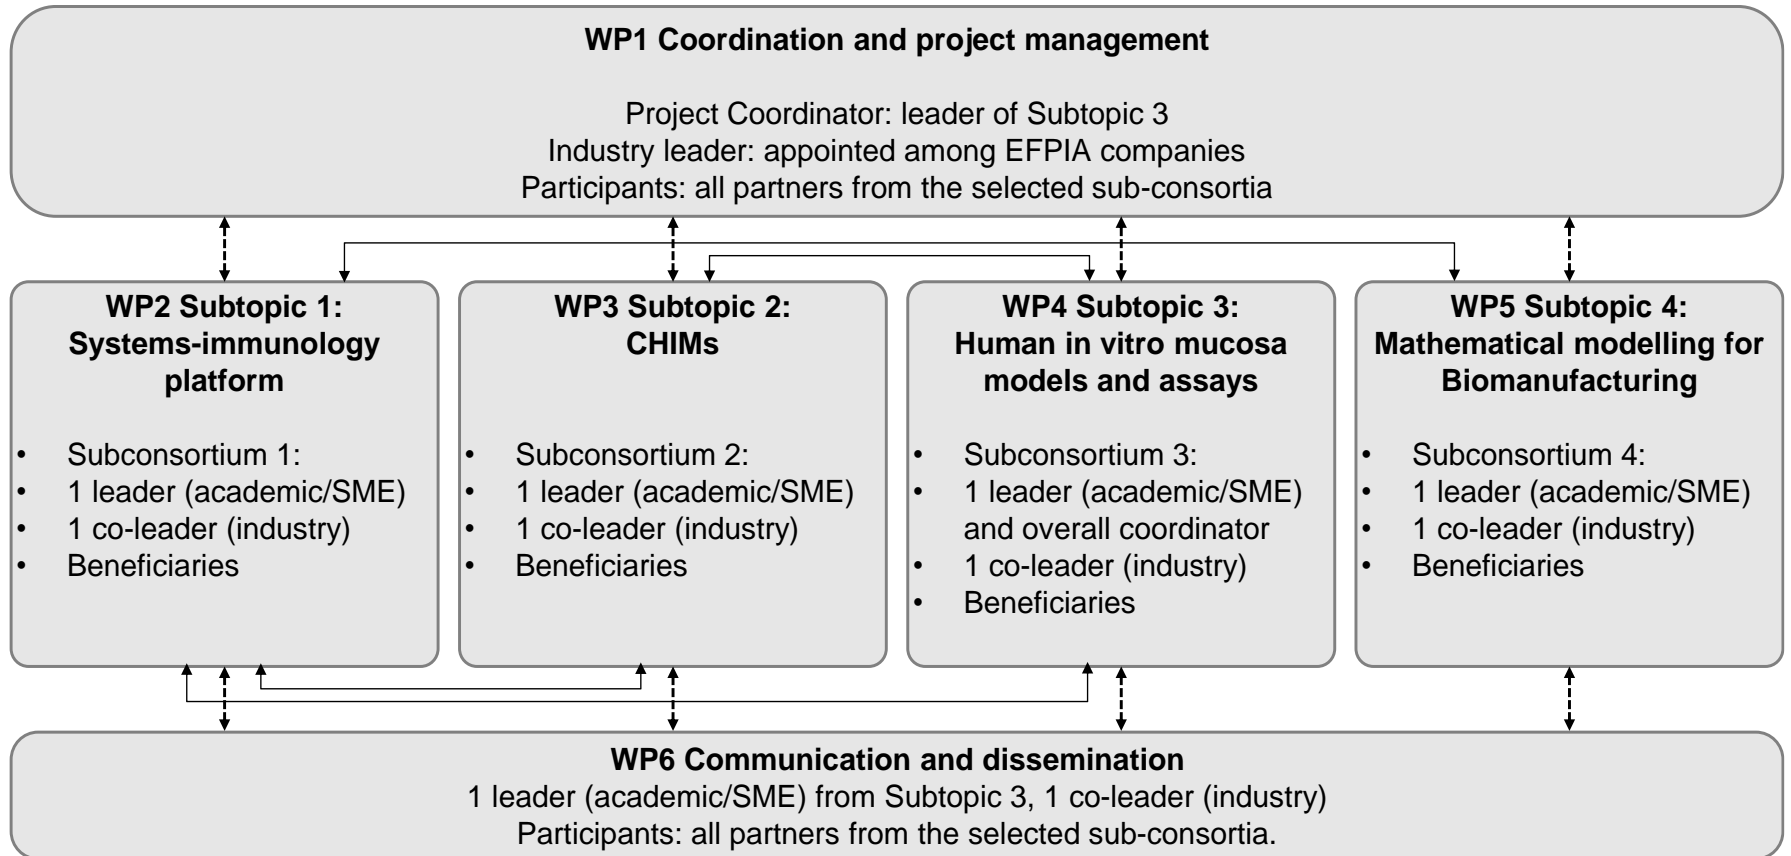 WP1 Coordination and project management
Project Coordinator: leader of Subtopic 3
Industry leader: appointed among EFPIA companies
Participants: all partners from the selected sub-consortia
WP2 Subtopic 1:
Systems-immunology
platform
• Subconsortium 1:
• 1 leader (academic/SME)
• 1 co-leader (industry)
• Beneficiaries
WP3 Subtopic 2:
CHIMs
• Subconsortium 2:
• 1 leader (academic/SME)
• 1 co-leader (industry)
• Beneficiaries
WP4 Subtopic 3:
Human in vitro mucosa
models and assays
• Subconsortium 3:
• 1 leader (academic/SME)
and overall coordinator
• 1 co-leader (industry)
• Beneficiaries
WP5 Subtopic 4:
Mathematical modelling for
Biomanufacturing
• Subconsortium 4:
• 1 leader (academic/SME)
• 1 co-leader (industry)
• Beneficiaries
WP6 Communication and dissemination
1 leader (academic/SME) from Subtopic 3, 1 co-leader (industry)
Participants: all partners from the selected sub-consortia.